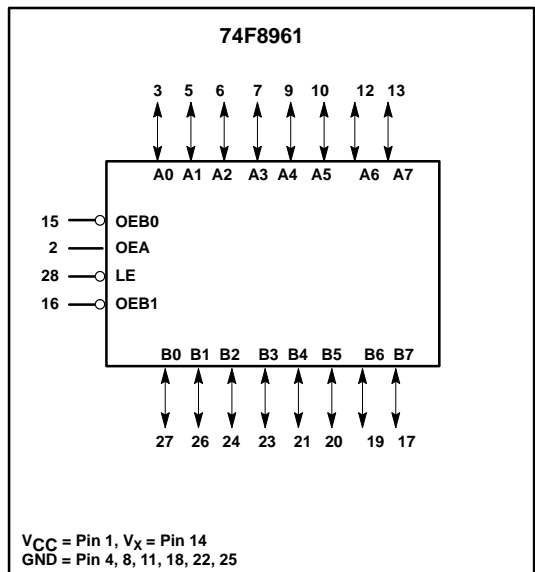 74F8961
3 5 6 7 9 10 12 13
A0 A1 A2 A3 A4 A5 A6 A7
15 OEB0
2 OEA
28 LE
16 OEB1
B0 B1 B2 B3 B4 B5 B6 B7
27 26 24 23 21 20 19 17
VCC = Pin 1, VX = Pin 14
GND = Pin 4, 8, 11, 18, 22, 25